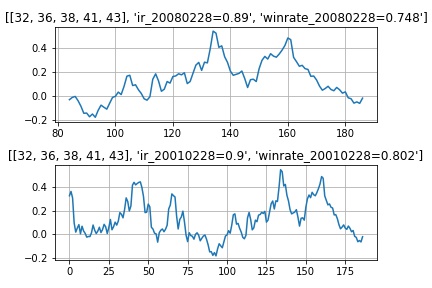 [[32, 36, 38, 41, 43], 'ir_20080228=0.89', 'winrate_20080228=0.748']
0.4
0.2
0.0
−0.2
80 100 120 140 160 180
[[32, 36, 38, 41, 43], 'ir_20010228=0.9', 'winrate_20010228=0.802']
0.4
0.2
0.0
−0.2
0 25 50 75 100 125 150 175